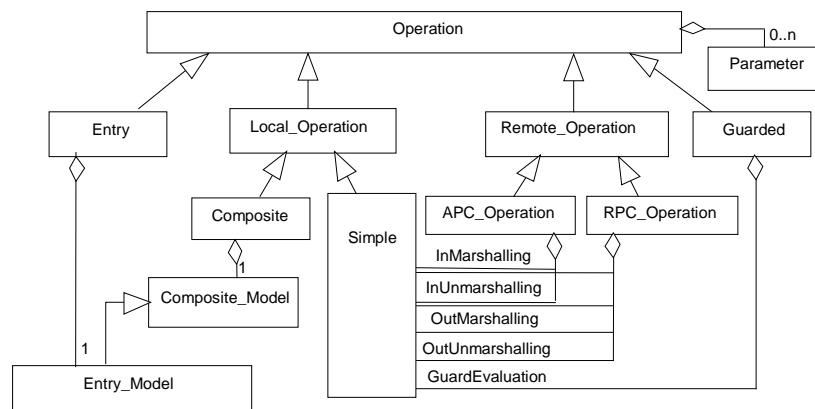 Operation
0..n
Parameter
Entry
Local_Operation
Remote_Operation
Guarded
Composite
Simple
APC_Operation
RPC_Operation
InMarshalling
1
Composite_Model
InUnmarshalling
OutMarshalling
1
OutUnmarshalling
Entry_Model
GuardEvaluation